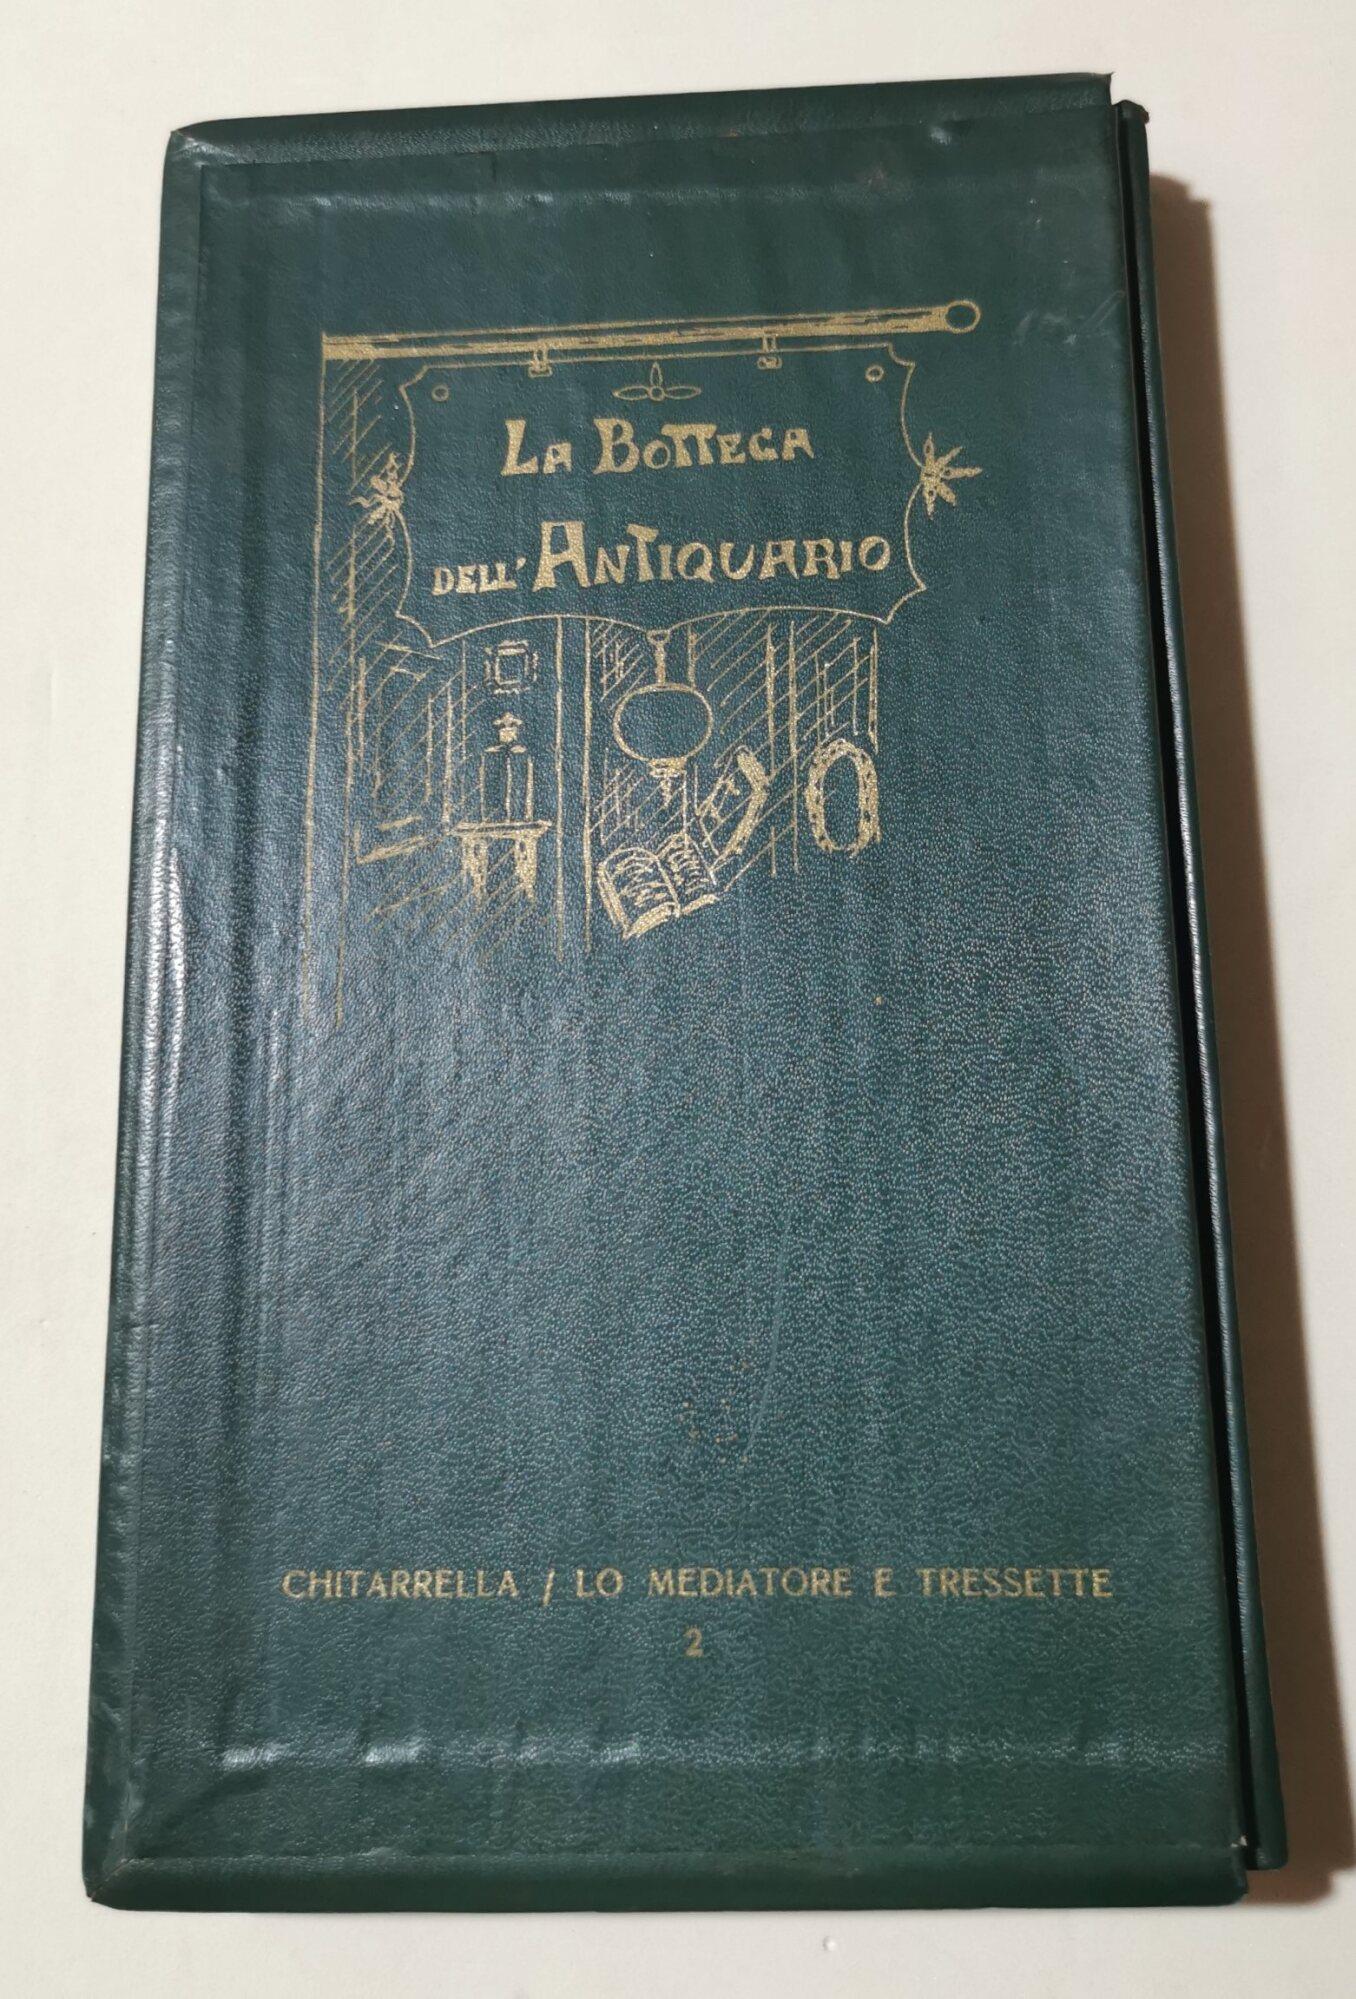 LA BOTTEGA
DELL'ANTIQUARIO
CHITARRELLA / LO MEDIATORE E TRESSETTE
2